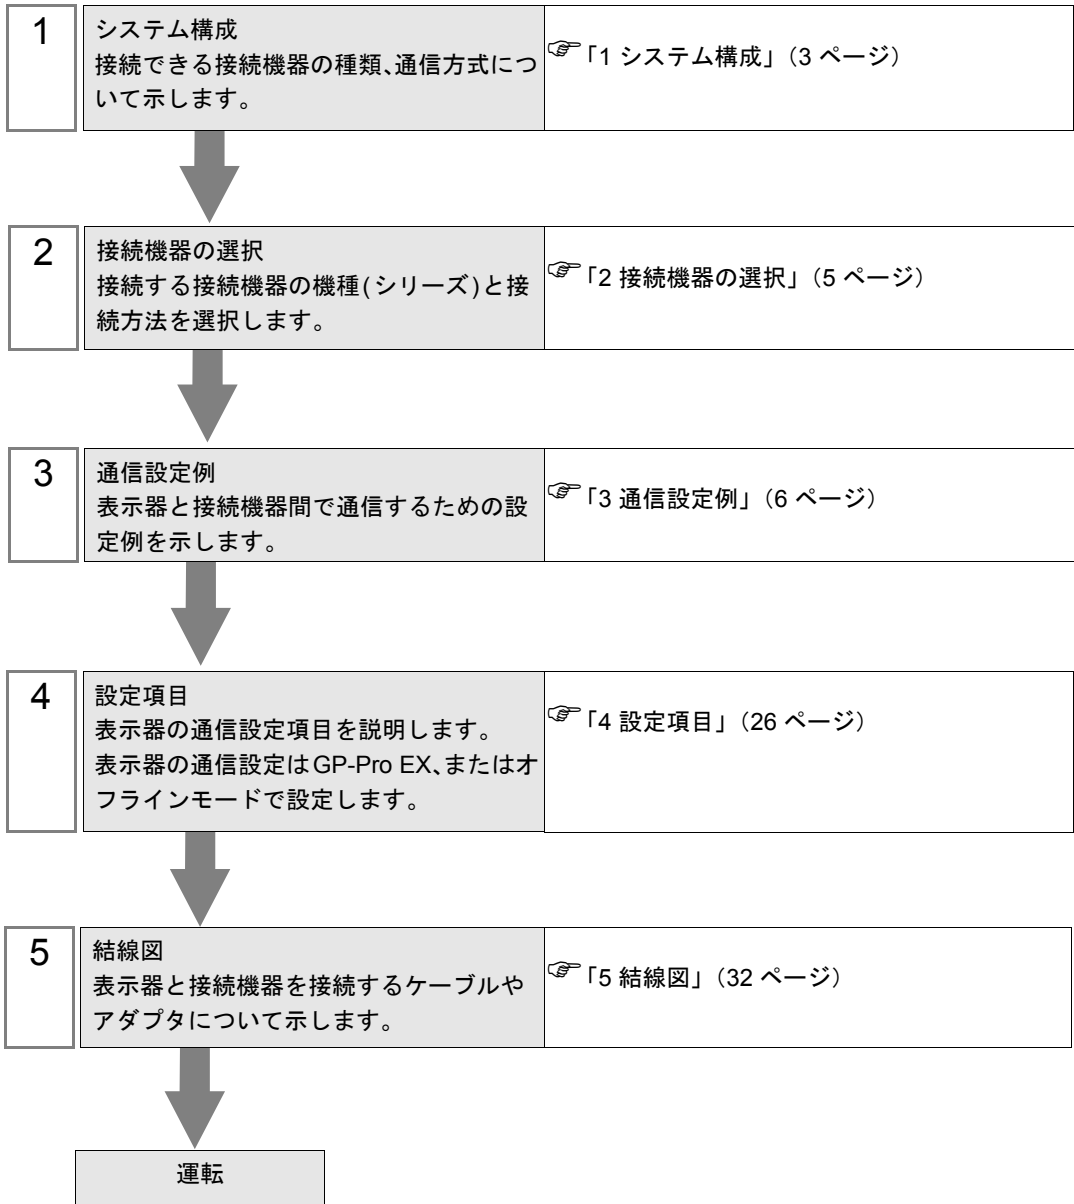 1
システム構成
接続できる接続機器の種類、通信方式につ
いて示します。
☞「1 システム構成」（3 ページ）
2
接続機器の選択
接続する接続機器の機種(シリーズ)と接
続方法を選択します。
☞「2 接続機器の選択」（5 ページ）
3
通信設定例
表示器と接続機器間で通信するための設
定例を示します。
☞「3 通信設定例」（6 ページ）
4
設定項目
表示器の通信設定項目を説明します。
表示器の通信設定はGP-Pro EX、またはオ
フラインモードで設定します。
☞「4 設定項目」（26 ページ）
5
結線図
表示器と接続機器を接続するケーブルや
アダプタについて示します。
☞「5 結線図」（32 ページ）
運転